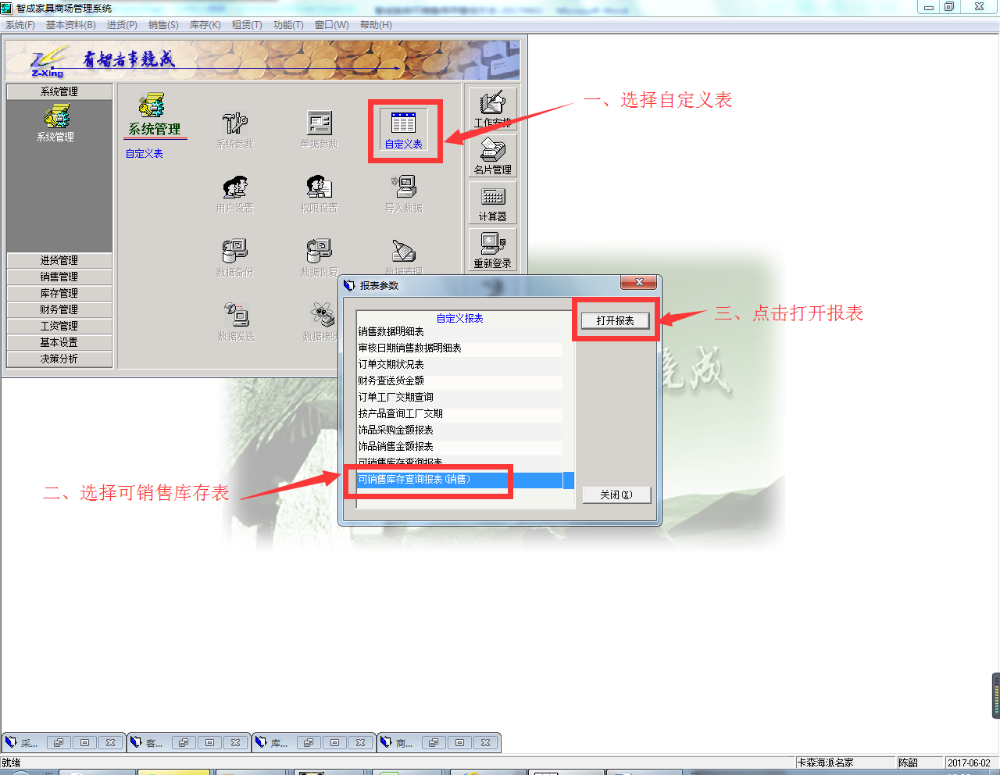 智成家具商场管理系统
系统(F) 基本资料(B) 进货(P) 销售(S) 库存(K) 租赁(T) 功能(T) 窗口(W) 帮助(H)
Z-Xing 有智者事竟成
系统管理
系统管理
进货管理
销售管理
库存管理
财务管理
工资管理
基本设置
决策分析
系统管理
自定义表
系统参数 单据参数 自定义表
用户设置 权限设置 导入数据
数据备份 数据恢复 数据清理
数据发送 数据接收
工作安排
名片管理
计算器
重新登录
一、选择自定义表
报表参数
自定义报表
销售数据明细表
审核日期销售数据明细表
订单交期状况表
财务查送货金额
订单工厂交期查询
按产品查询工厂交期
饰品采购金额报表
饰品销售金额报表
可销售库存查询报表
可销售库存查询报表(销售)
打开报表
关闭(X)
三、点击打开报表
二、选择可销售库存表
竟成
采... 客... 库... 商...
就绪 卡森海派名家 陈韶 2017-06-02